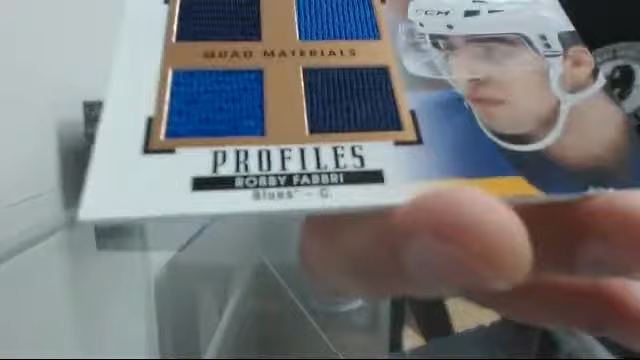 CCM
QUAD MATERIALS
PROFILES
ROBBY FABBRI
Blues - C